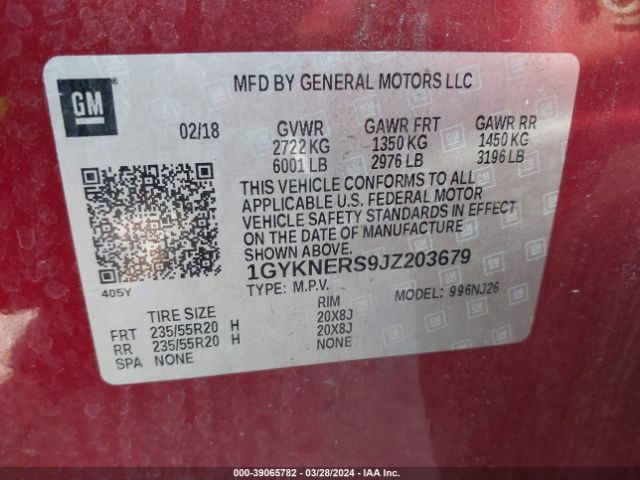 GM
MFD BY GENERAL MOTORS LLC
02/18 GVWR GAWR FRT GAWR RR
2722 KG 1350 KG 1450 KG
6001 LB 2976 LB 3196 LB
THIS VEHICLE CONFORMS TO ALL
APPLICABLE U.S. FEDERAL MOTOR
VEHICLE SAFETY STANDARDS IN EFFECT
ON THE DATE OF MANUFACTURE
SHOWN ABOVE.
1GYKNERS9JZ203679
405Y
TYPE: M.P.V. MODEL: 996NJ26
TIRE SIZE RIM
FRT 235/55R20 H 20X8J
RR 235/55R20 H 20X8J
SPA NONE NONE
VEHICLE: 39065782 | 03/28/2024 | IAA Inc.